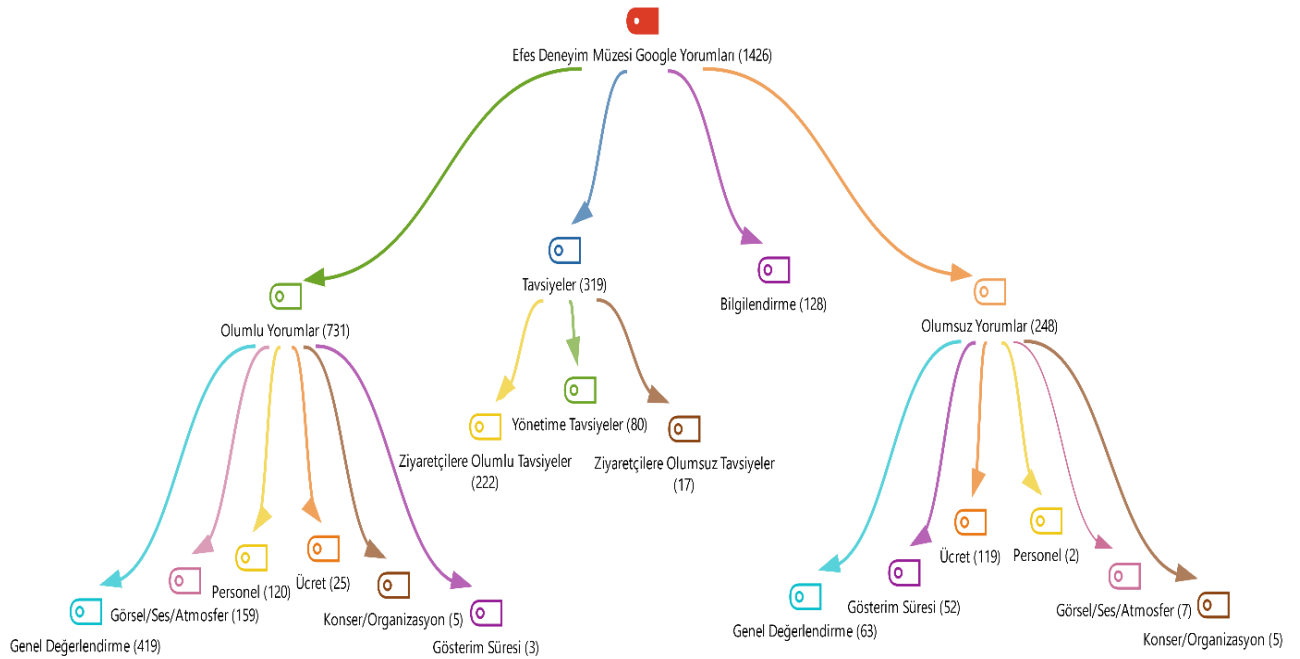 Efes Deneyim Müzesi Google Yorumları (1426)
Tavsiyeler (319)
Bilgilendirme (128)
Olumlu Yorumlar (731)
Olumsuz Yorumlar (248)
Yönetime Tavsiyeler (80)
Ziyaretçilere Olumlu Tavsiyeler
(222)
Ziyaretçilere Olumsuz Tavsiyeler
(17)
Genel Değerlendirme (419)
Görsel/Ses/Atmosfer (159)
Personel (120)
Ücret (25)
Konser/Organizasyon (5)
Gösterim Süresi (3)
Genel Değerlendirme (63)
Gösterim Süresi (52)
Ücret (119)
Personel (2)
Görsel/Ses/Atmosfer (7)
Konser/Organizasyon (5)